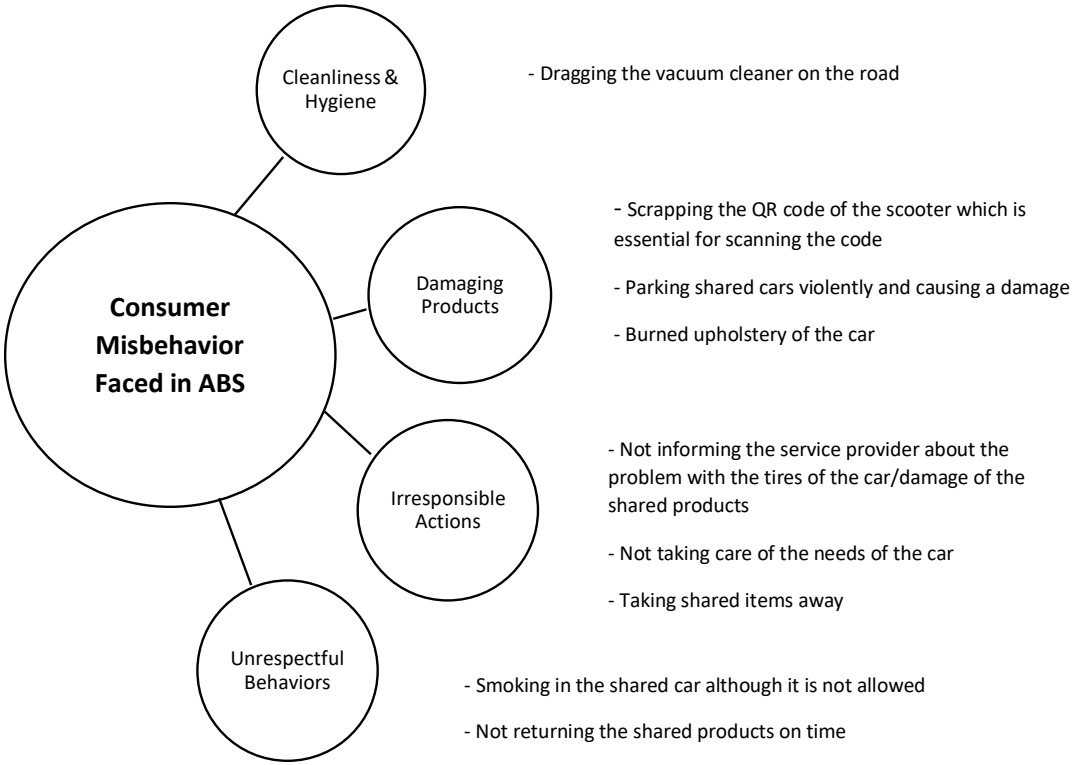 Cleanliness &
Hygiene
- Dragging the vacuum cleaner on the road
Consumer
Misbehavior
Faced in ABS
Damaging
Products
- Scrapping the QR code of the scooter which is
essential for scanning the code
- Parking shared cars violently and causing a damage
- Burned upholstery of the car
Irresponsible
Actions
- Not informing the service provider about the
problem with the tires of the car/damage of the
shared products
- Not taking care of the needs of the car
- Taking shared items away
Unrespectful
Behaviors
- Smoking in the shared car although it is not allowed
- Not returning the shared products on time